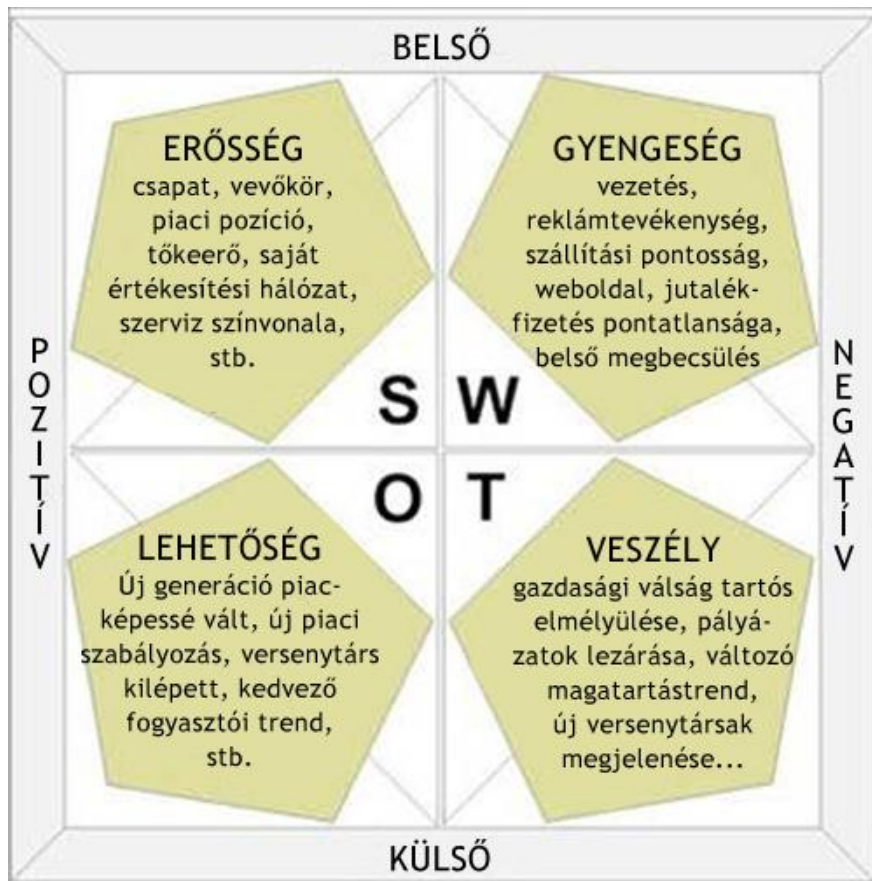 BELSŐ
ERŐSSÉG
csapat, vevőkör,
piaci pozíció,
tőkeerő, saját
értékesítési hálózat,
szerviz színvonala,
stb.
GYENGESÉG
vezetés,
reklámtevékenység,
szállítási pontosság,
weboldal, jutalék-
fizetés pontatlansága,
belső megbecsülés
POZITÍV
S W
NEGATÍV
O T
LEHETŐSÉG
Új generáció piac-
képessé vált, új piaci
szabályozás, versenytárs
kilépett, kedvező
fogyasztói trend,
stb.
VESZÉLY
gazdasági válság tartós
elmélyülése, pályá-
zatok lezárása, változó
magatartástrend,
új versenytársak
megjelenése...
KÜLSŐ